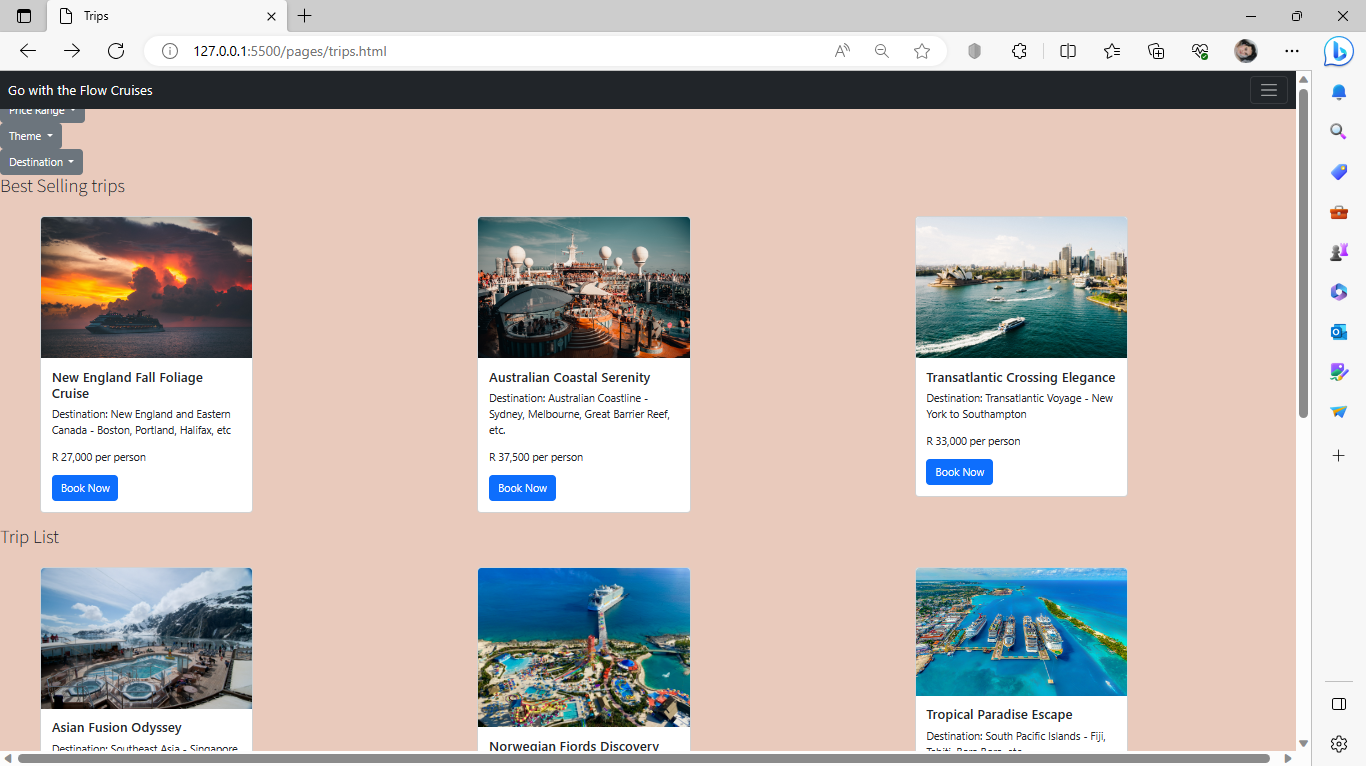 Trips
127.0.0.1:5500/pages/trips.html
Go with the Flow Cruises
Price Range
Theme
Destination
Best Selling trips
New England Fall Foliage
Cruise
Destination: New England and Eastern
Canada - Boston, Portland, Halifax, etc
R 27,000 per person
Book Now
Australian Coastal Serenity
Destination: Australian Coastline -
Sydney, Melbourne, Great Barrier Reef,
etc.
R 37,500 per person
Book Now
Transatlantic Crossing Elegance
Destination: Transatlantic Voyage - New
York to Southampton
R 33,000 per person
Book Now
Trip List
Asian Fusion Odyssey
Destination: Southeast Asia - Singapore
Norwegian Fjords Discovery
Tropical Paradise Escape
Destination: South Pacific Islands - Fiji,
Tahiti, Bora Bora, etc